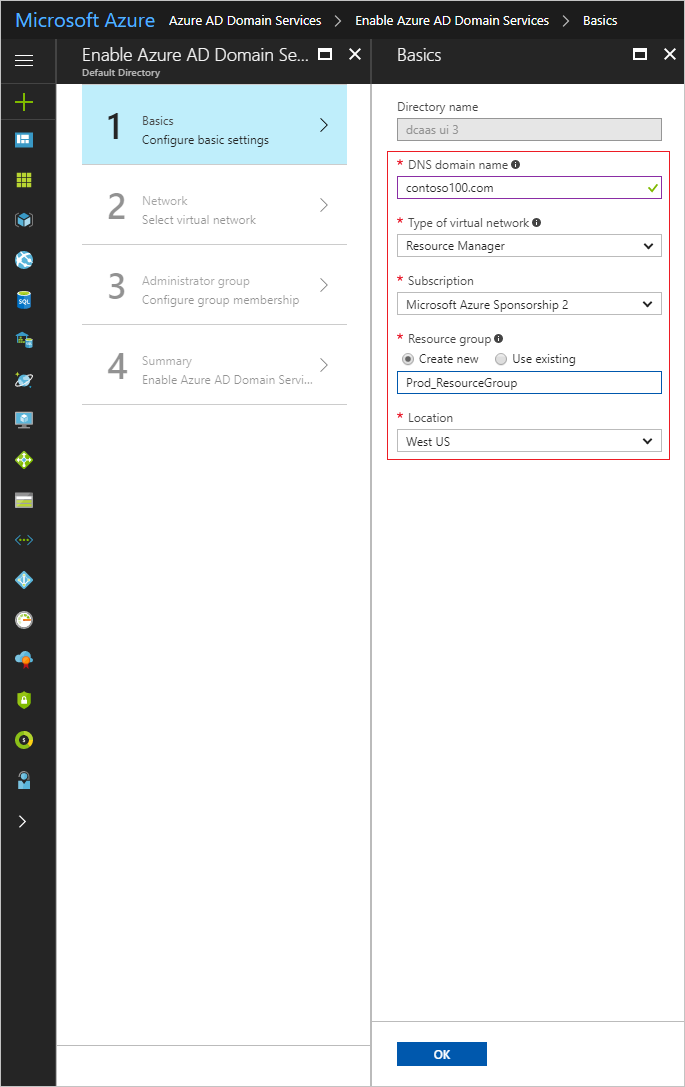 Microsoft Azure Azure AD Domain Services > Enable Azure AD Domain Services > Basics
Enable Azure AD Domain Se...
Default Directory
1
Basics
Configure basic settings
2
Network
Select virtual network
3
Administrator group
Configure group membership
4
Summary
Enable Azure AD Domain Servi...
Basics
Directory name
dcaas ui 3
* DNS domain name
contoso100.com
* Type of virtual network
Resource Manager
* Subscription
Microsoft Azure Sponsorship 2
* Resource group
Create new Use existing
Prod_ResourceGroup
* Location
West US
OK
SQL